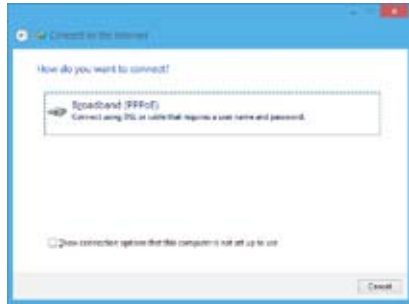 Connect to the Internet
How do you want to connect?
Broadband (PPPoE)
Connect using DSL or cable that requires a user name and password.
Show connection options that this computer is not set up to use
Cancel